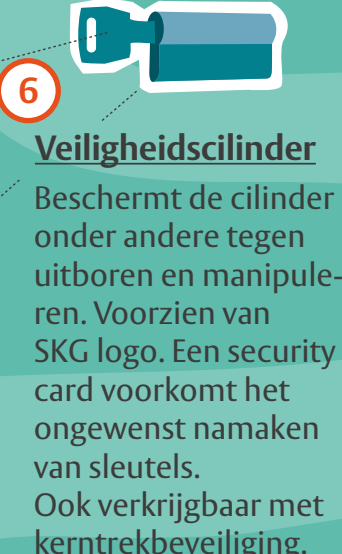 6
Veiligheidscilinder
Beschermt de cilinder
onder andere tegen
uitboren en manipule-
ren. Voorzien van
SKG logo. Een security
card voorkomt het
ongewenst namaken
van sleutels.
Ook verkrijgbaar met
kerntrekbeveiliging.